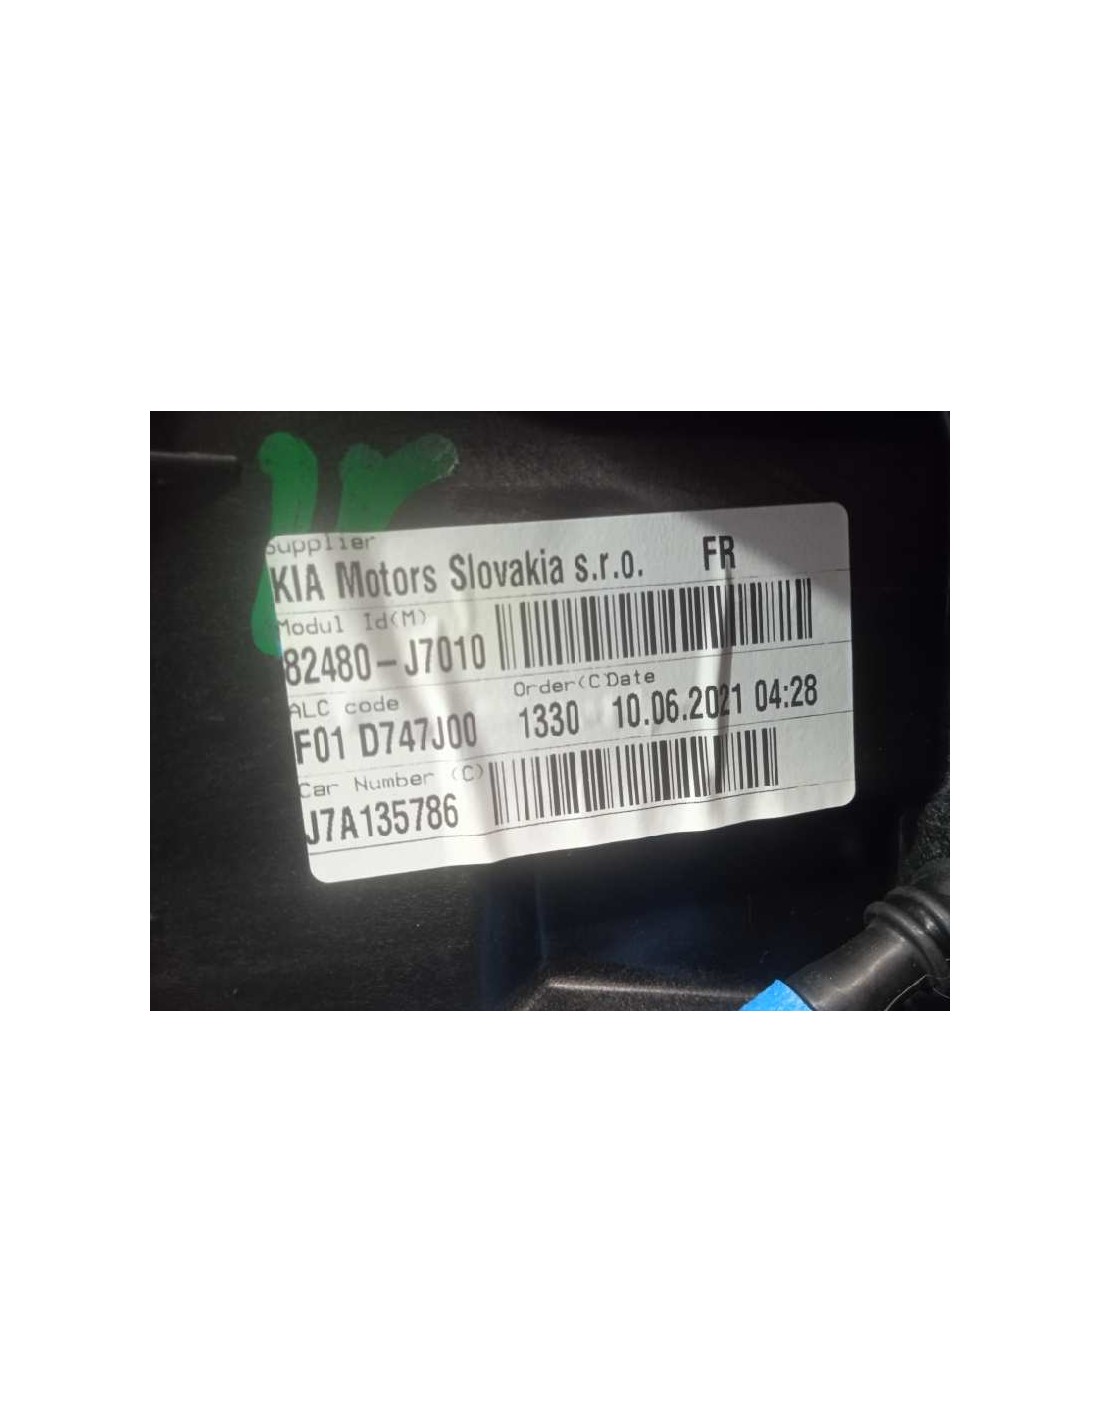 Supplier
KIA Motors Slovakia s.r.o. FR
Modul Id(M)
82480-J7010
ALC code Order(C Date
F01 D747J00 1330 10.06.2021 04:28
Car Number (C)
J7A135786